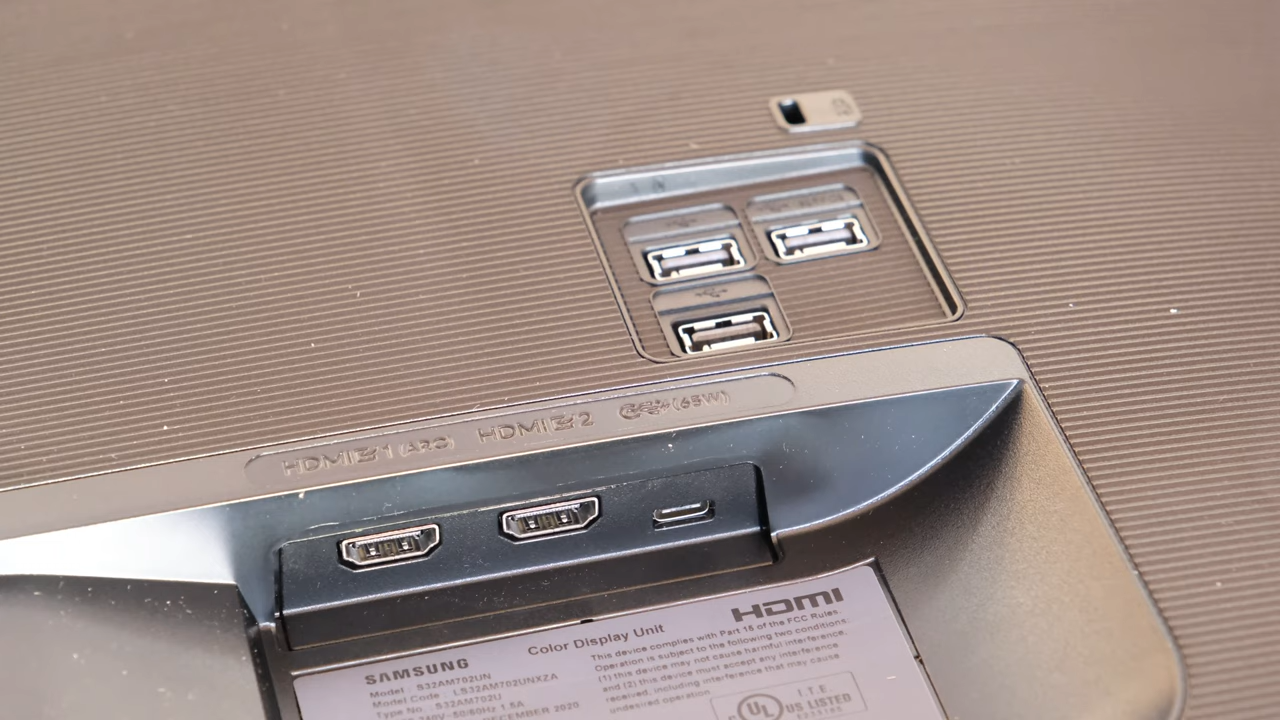 HDMI 1 (ARC) HDMI 2 (65W)
HDMI
Color Display Unit
SAMSUNG
Model : S32AM702UN
Model Code : LS32AM702UNXZA
Type No. : S32AM702U
240V~50/60Hz 1.5A
DECEMBER 2020
This device complies with Part 15 of the FCC Rules.
Operation is subject to the following two conditions:
(1) this device may not cause harmful interference,
and (2) this device must accept any interference
received, including interference that may cause
undesired operation
UL
I.T.E.
US LISTED